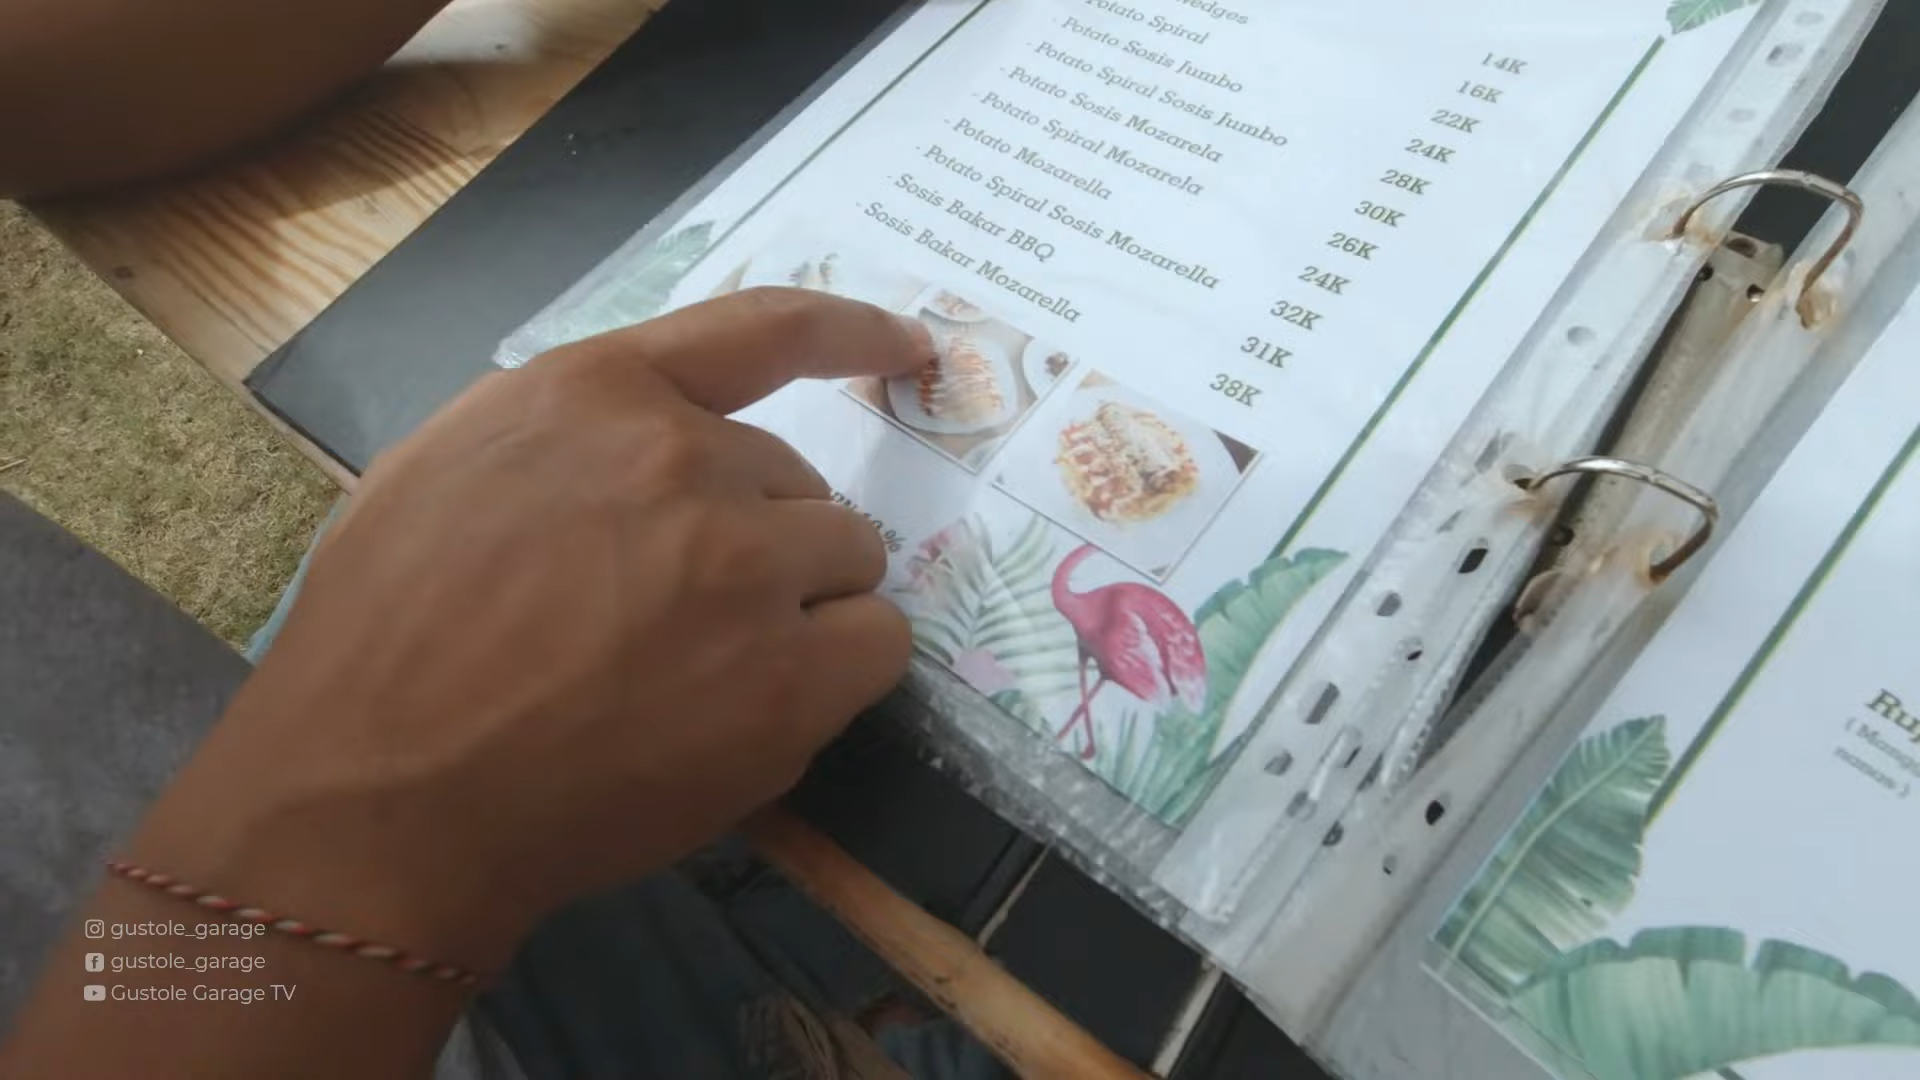 Wedges
Potato Spiral
· Potato Sosis Jumbo
· Potato Spiral Sosis Jumbo
· Potato Sosis Mozarela
· Potato Spiral Mozarela
· Potato Mozarella
· Potato Spiral Sosis Mozarella
· Sosis Bakar BBQ
· Sosis Bakar Mozarella
14K
16K
22K
24K
28K
30K
26K
24K
32K
31K
38K
gustole_garage
gustole_garage
Gustole Garage TV